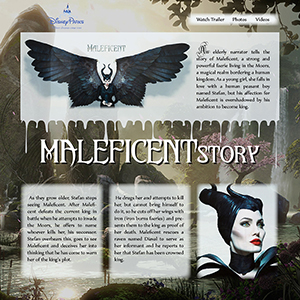 Disney Parks
Watch Trailer Photos Videos
MALEFICENT
An elderly narrator tells the
story of Maleficent, a strong and
powerful faerie living in the Moors,
a magical realm bordering a human
kingdom. As a young girl, she falls in
love with a human peasant boy
named Stefan, but his affection for
Maleficent is overshadowed by his
ambition to become king.
MALEFICENT STORY
As they grow older, Stefan stops
seeing Maleficent. After Malefi-
cent defeats the current king in
battle when he attempts to invade
the Moors, he offers to name
whoever kills her, his successor.
Stefan overhears this, goes to see
Maleficent and deceives her into
thinking that he has come to warn
her of the king's plot.
He drugs her and attempts to kill
her, but cannot bring himself to
do it, so he cuts off her wings with
iron (iron burns faeries) and pre-
sents them to the king as proof of
her death. Maleficent rescues a
raven named Diaval to serve as
her informant and he reports to
her that Stefan has been crowned
king.